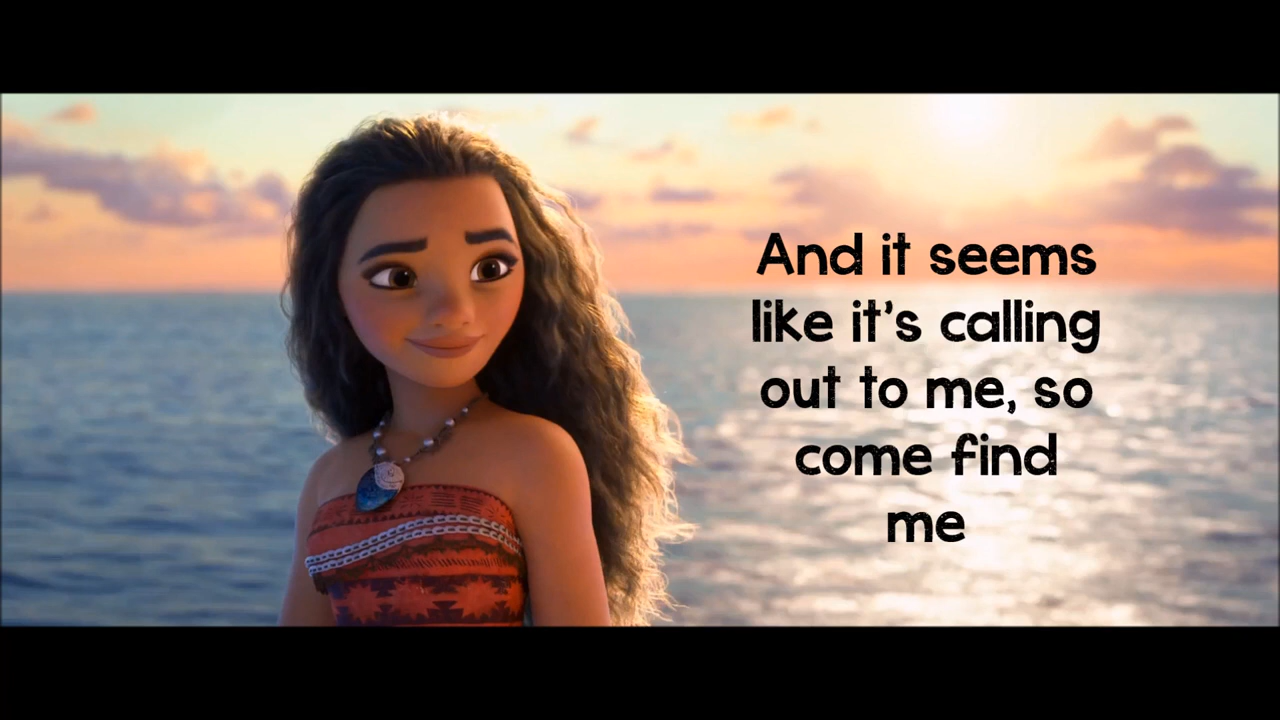 And it seems
like it's calling
out to me, so
come find
me